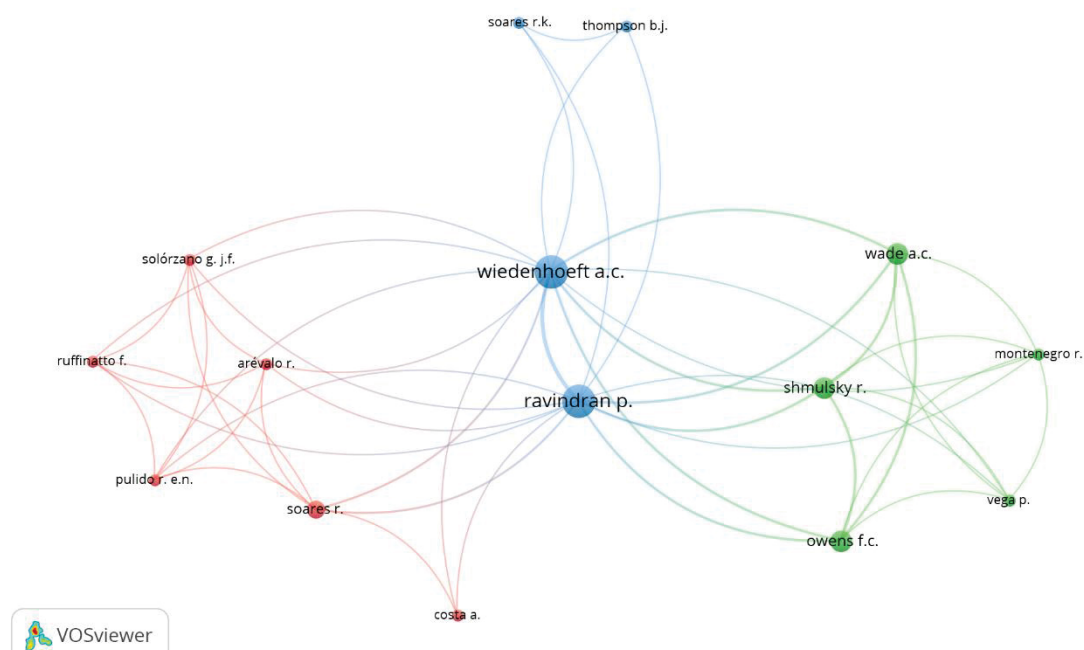 soares r.k.
thompson b.j.
solórzano g. j.f.
wiedenhoeft a.c.
wade a.c.
ruffinatto f.
arévalo r.
montenegro r.
shmulsky r.
ravindran p.
pulido r. e.n.
soares r.
vega p.
owens f.c.
costa a.
VOSviewer